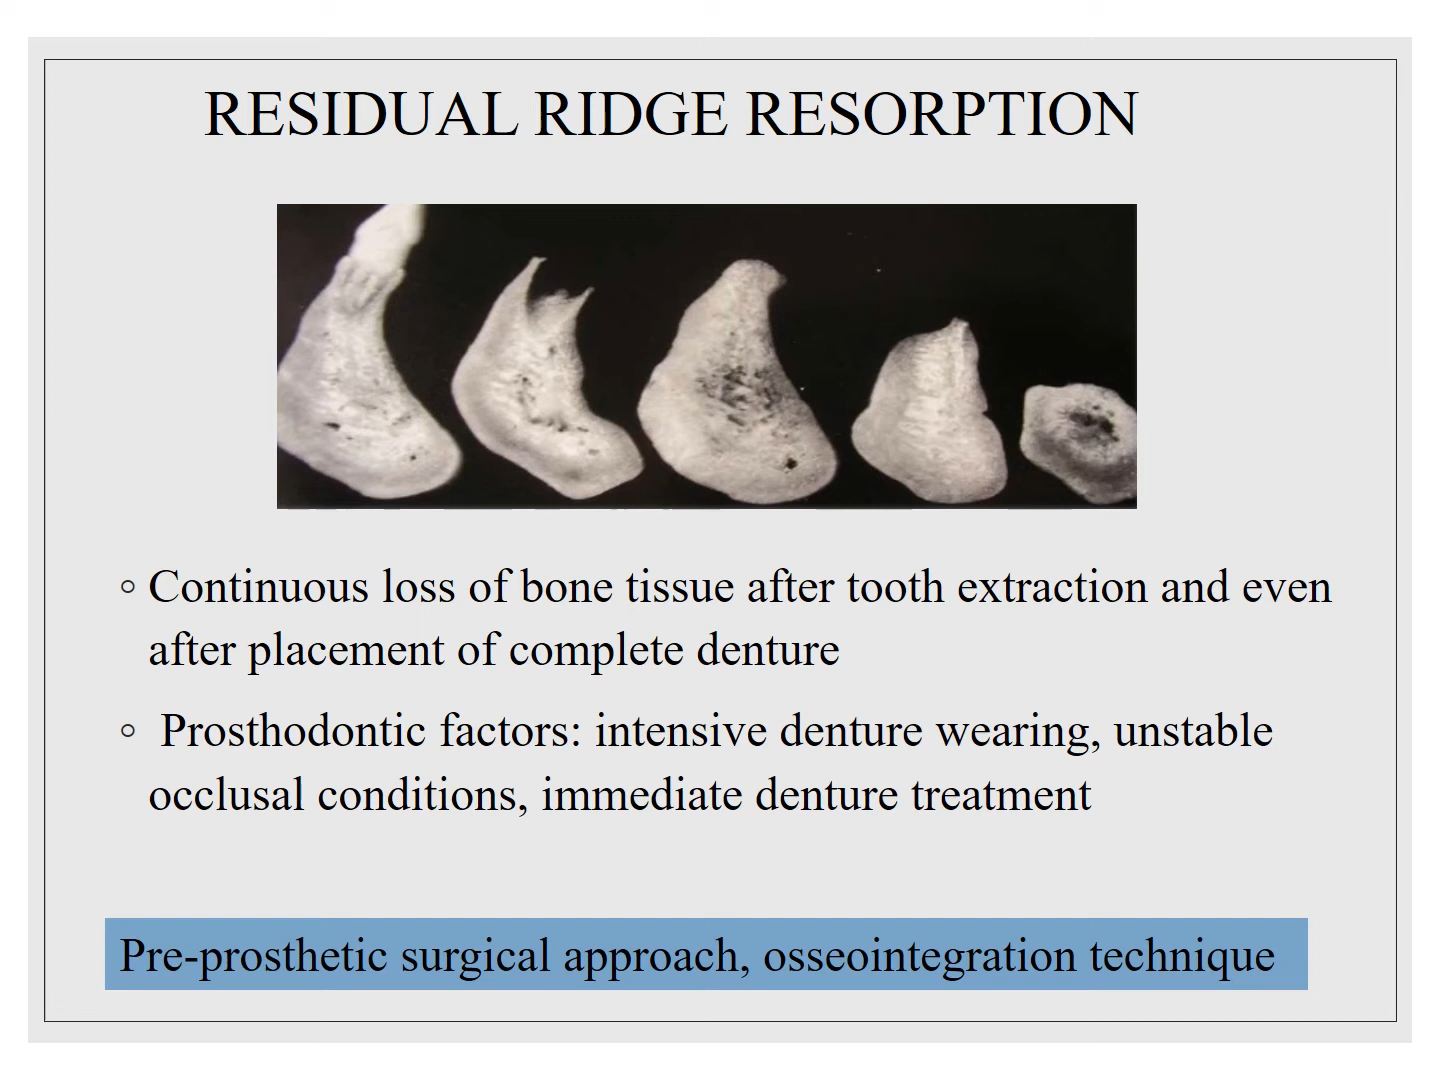 RESIDUAL RIDGE RESORPTION
◦ Continuous loss of bone tissue after tooth extraction and even
after placement of complete denture
◦ Prosthodontic factors: intensive denture wearing, unstable
occlusal conditions, immediate denture treatment
Pre-prosthetic surgical approach, osseointegration technique